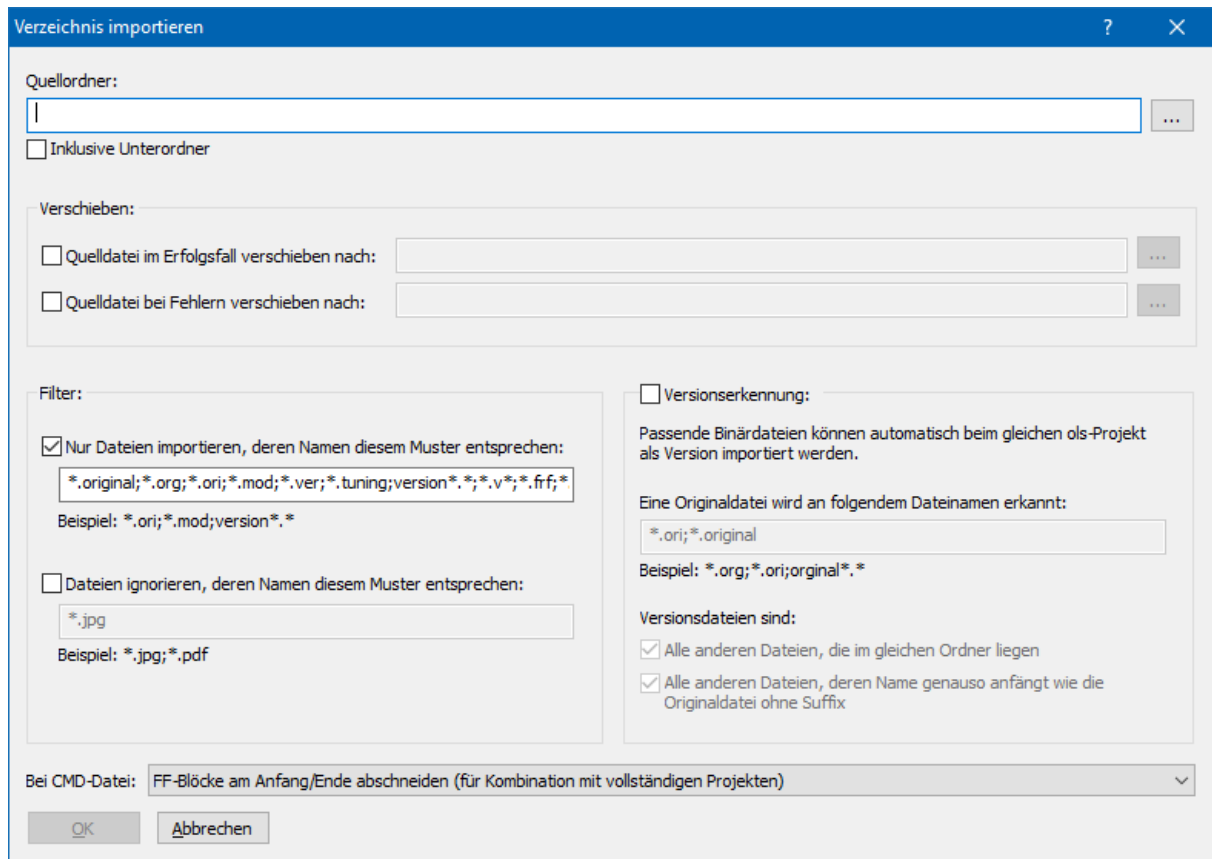 Verzeichnis importieren
Quellordner:
...
Inklusive Unterordner
Verschieben:
Quelldatei im Erfolgsfall verschieben nach:
...
Quelldatei bei Fehlern verschieben nach:
...
Filter:
Nur Dateien importieren, deren Namen diesem Muster entsprechen:
*.original;*.org;*.ori;*.mod;*.ver;*.tuning;version*.*;*.v*;*.frf;*.
Beispiel: *.ori;*.mod;version*.*
Dateien ignorieren, deren Namen diesem Muster entsprechen:
*.jpg
Beispiel: *.jpg;*.pdf
Versionserkennung:
Passende Binärdateien können automatisch beim gleichen ols-Projekt
als Version importiert werden.
Eine Originaldatei wird an folgendem Dateinamen erkannt:
*.ori;*.original
Beispiel: *.org;*.ori;orginal*.*
Versionsdateien sind:
Alle anderen Dateien, die im gleichen Ordner liegen
Alle anderen Dateien, deren Name genauso anfängt wie die
Originaldatei ohne Suffix
Bei CMD-Datei: FF-Blöcke am Anfang/Ende abschneiden (für Kombination mit vollständigen Projekten)
OK Abbrechen